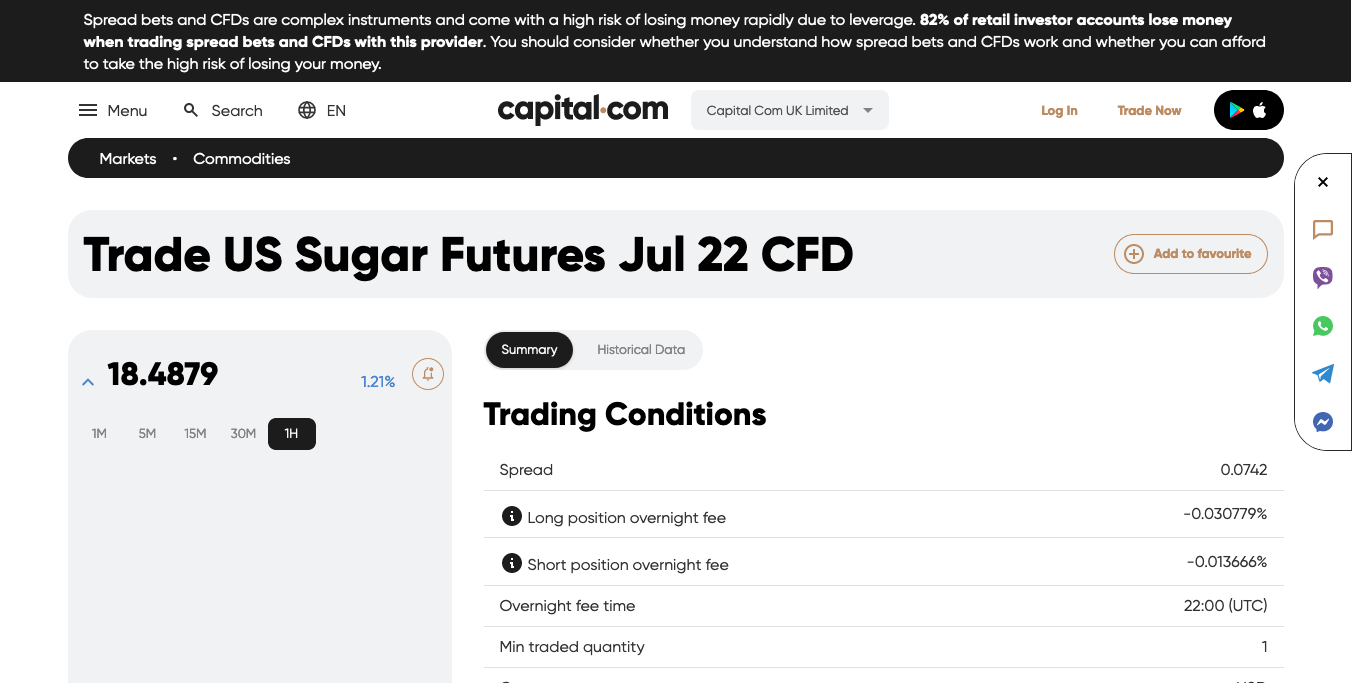 Spread bets and CFDs are complex instruments and come with a high risk of losing money rapidly due to leverage. 82% of retail investor accounts lose money
when trading spread bets and CFDs with this provider. You should consider whether you understand how spread bets and CFDs work and whether you can afford
to take the high risk of losing your money.
Menu Search EN capital.com Capital Com UK Limited Log In Trade Now
Markets • Commodities
Trade US Sugar Futures Jul 22 CFD Add to favourite
18.4879 1.21%
1M 5M 15M 30M 1H
Summary Historical Data
Trading Conditions
Spread 0.0742
Long position overnight fee -0.030779%
Short position overnight fee -0.013666%
Overnight fee time 22:00 (UTC)
Min traded quantity 1